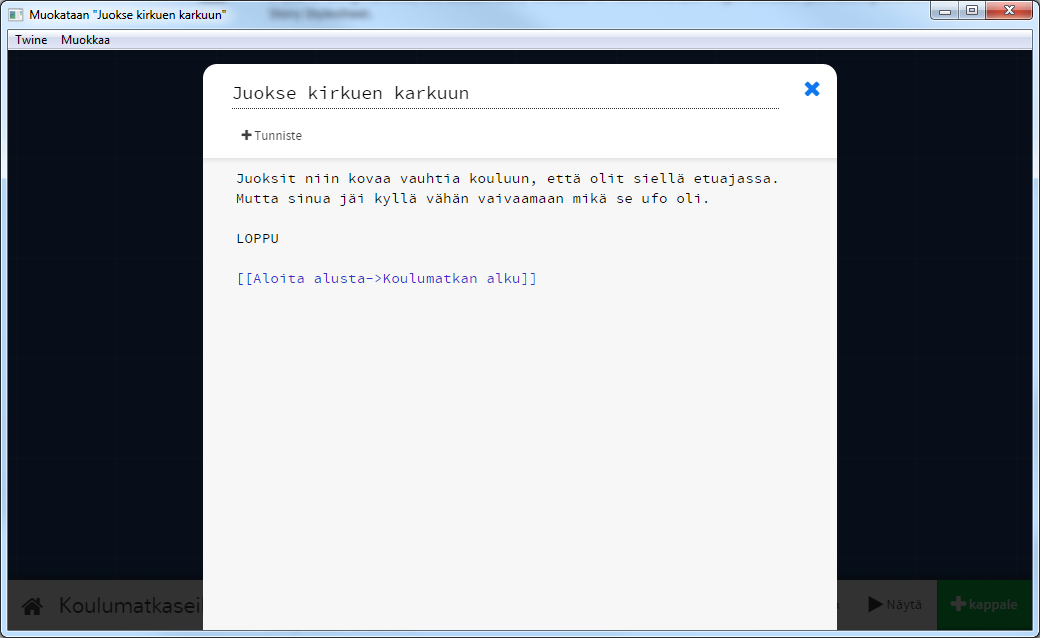 Muokataan "Juokse kirkuen karkuun"
Twine Muokkaa
Juokse kirkuen karkuun
Tunniste
Juoksit niin kovaa vauhtia kouluun, että olit siellä etuajassa.
Mutta sinua jäi kyllä vähän vaivaamaan mikä se ufo oli.
LOPPU
[[Aloita alusta->Koulumatkan alku]]
Koulumatkasei
Näytä
kappale